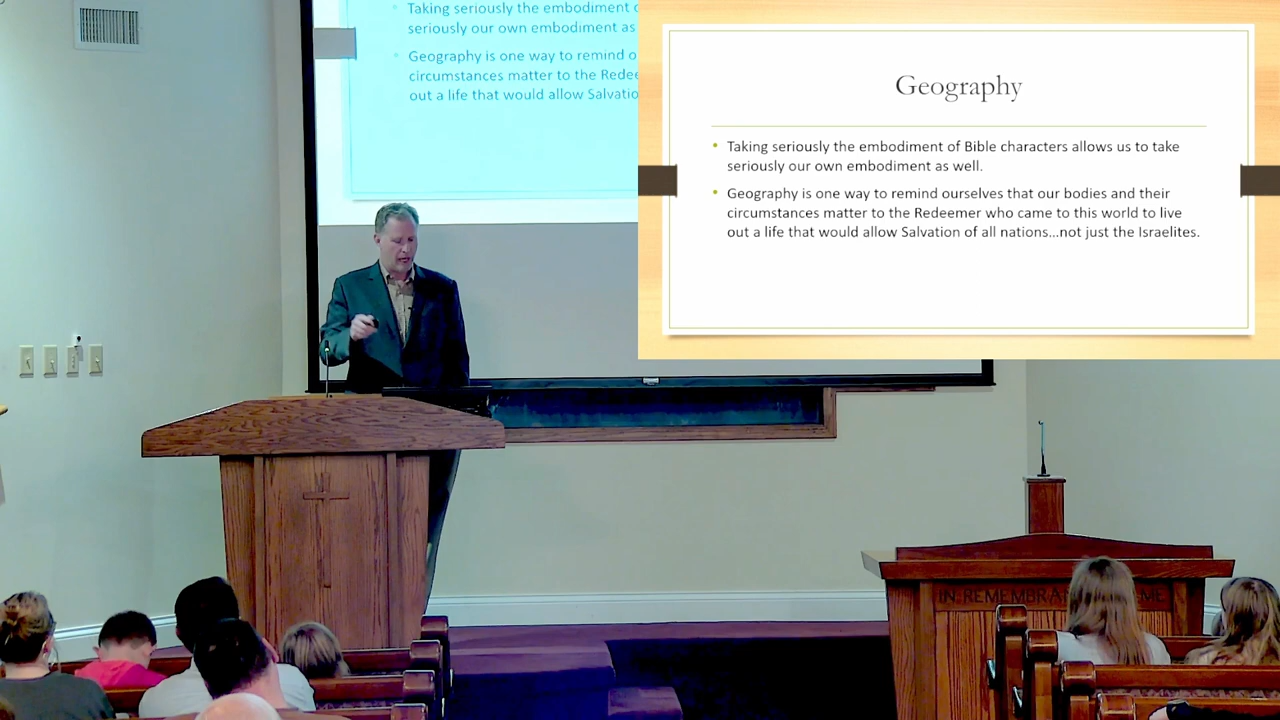 Taking seriously the embodiment
seriously our own embodiment as
Geography is one way to remind
circumstances matter to the
out a life that would allow
Geography
• Taking seriously the embodiment of Bible characters allows us to take
seriously our own embodiment as well.
• Geography is one way to remind ourselves that our bodies and their
circumstances matter to the Redeemer who came to this world to live
out a life that would allow Salvation of all nations...not just the Israelites.
IN REMEMBRA